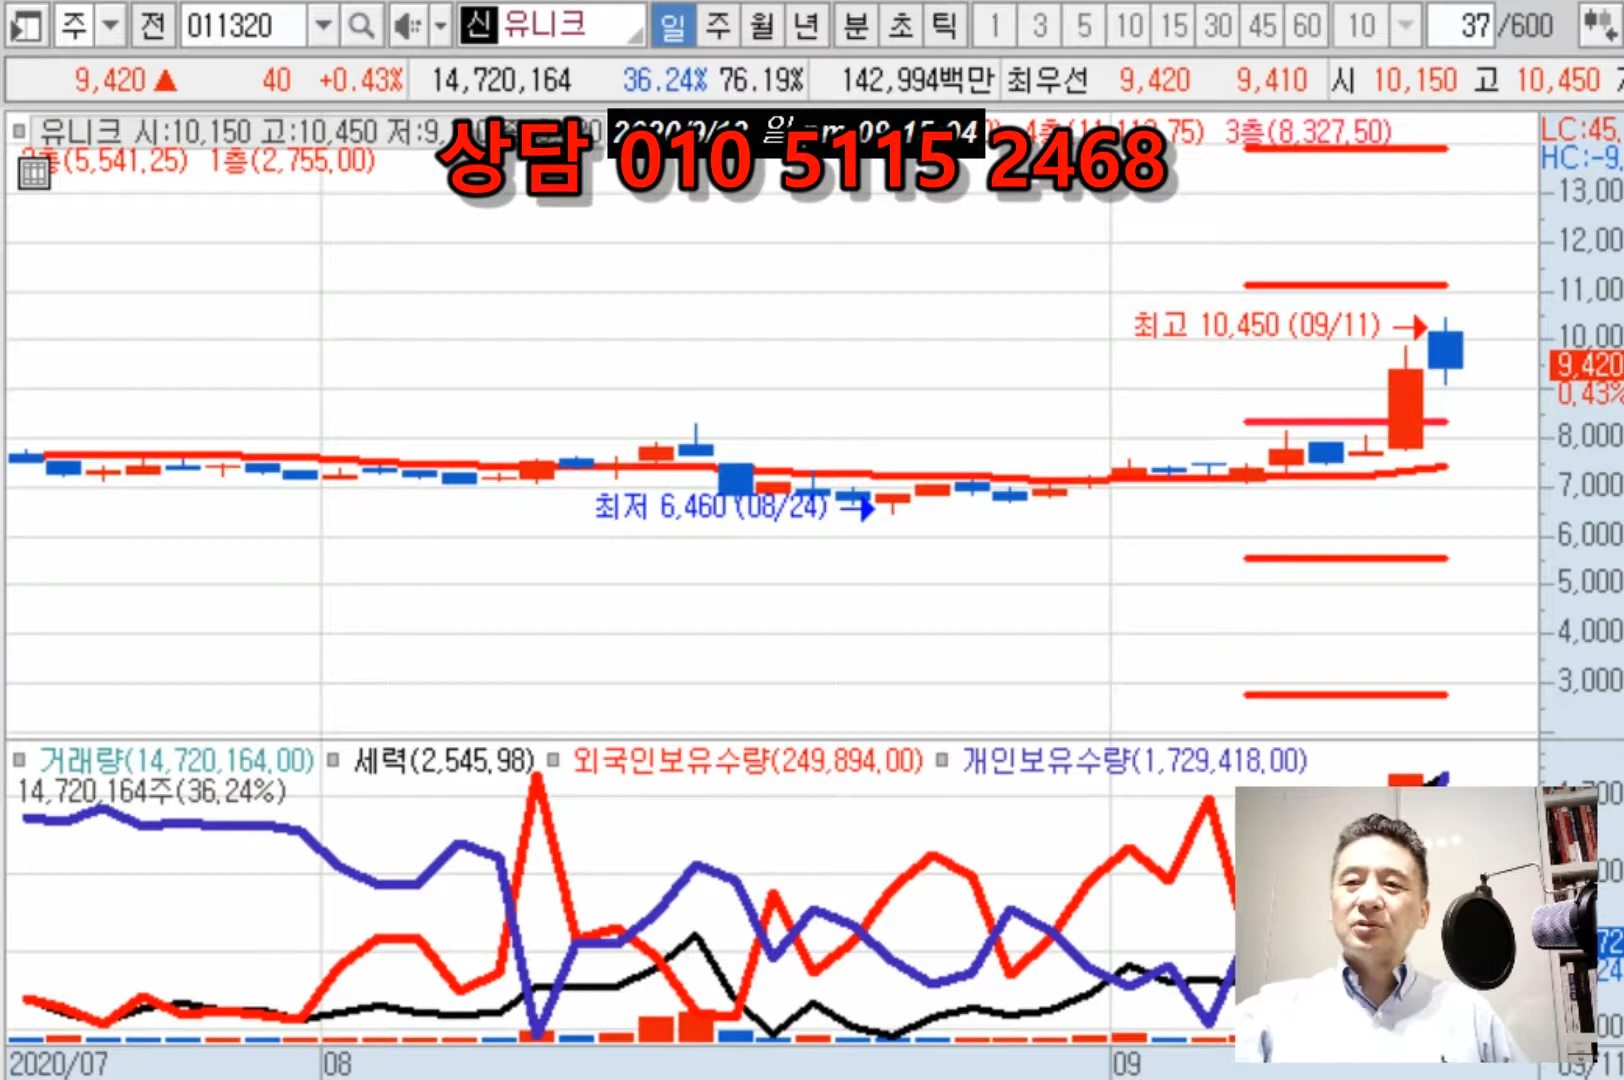 주 전 011320 신 유니크 일 주 월 년 분 초 틱 1 3 5 10 15 30 45 60 10 37 /600
9,420 ▲ 40 +0.43% 14,720,164 36.24% 76.19% 142,994백만 최우선 9,420 9,410 시 10,150 고 10,450
유니크 시:10,150 고:10,450 저:9, 3층(8,327.50)
(5,541.25) 1층(2,755.00)
상담 010 5115 2468
LC:45,
HC:-9,
13,00
12,00
11,00
최고 10,450 (09/11)
10,00
9,420
0.43%
8,000
7,000
최저 6,460 (08/24)
6,000
5,000
4,000
3,000
거래량(14,720,164.00) 세력(2,545.98) 외국인보유수량(249,894.00) 개인보유수량(1,729,418.00)
14,720,164주(36.24%)
2020/07 08 09